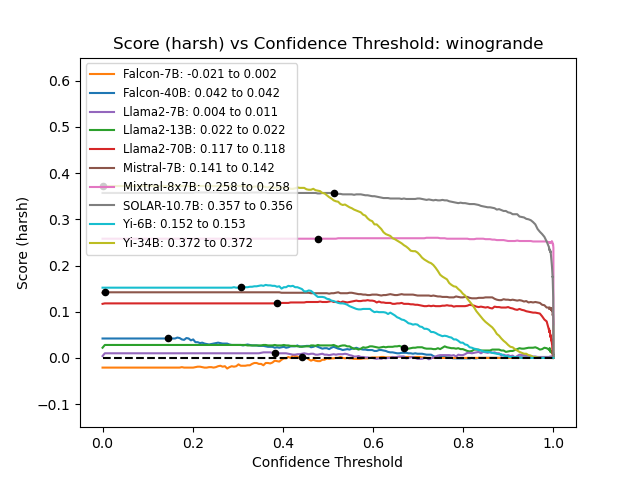 Score (harsh) vs Confidence Threshold: winogrande
Score (harsh)
0.6
0.5
0.4
0.3
0.2
0.1
0.0
−0.1
Falcon-7B: -0.021 to 0.002
Falcon-40B: 0.042 to 0.042
Llama2-7B: 0.004 to 0.011
Llama2-13B: 0.022 to 0.022
Llama2-70B: 0.117 to 0.118
Mistral-7B: 0.141 to 0.142
Mixtral-8x7B: 0.258 to 0.258
SOLAR-10.7B: 0.357 to 0.356
Yi-6B: 0.152 to 0.153
Yi-34B: 0.372 to 0.372
0.0 0.2 0.4 0.6 0.8 1.0
Confidence Threshold